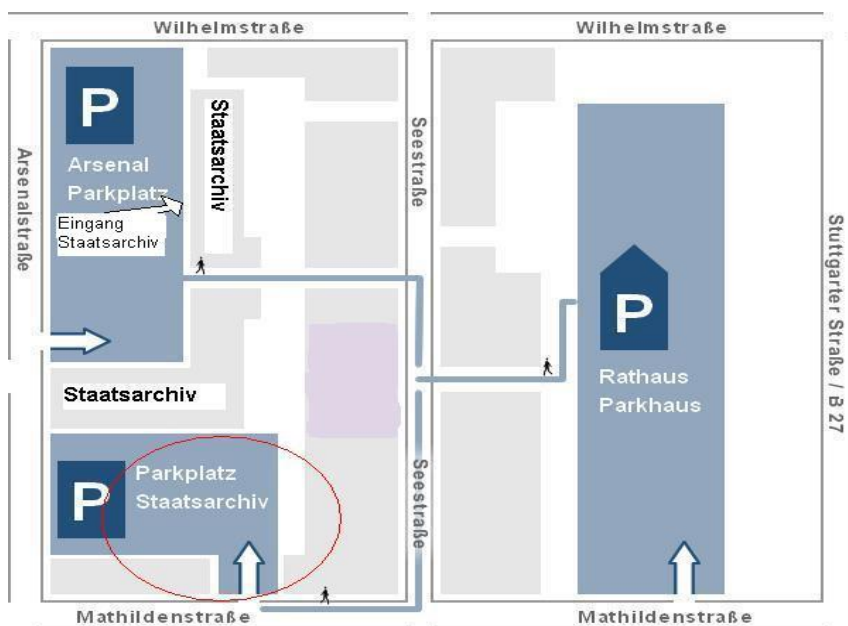 Wilhelmstraße
Wilhelmstraße
P
Arsenal
Parkplatz
Eingang
Staatsarchiv
Staatsarchiv
Arsenalstraße
Seestraße
Stuttgarter Straße / B 27
P
Rathaus
Parkhaus
Staatsarchiv
P
Parkplatz
Staatsarchiv
Seestraße
Mathildenstraße
Mathildenstraße